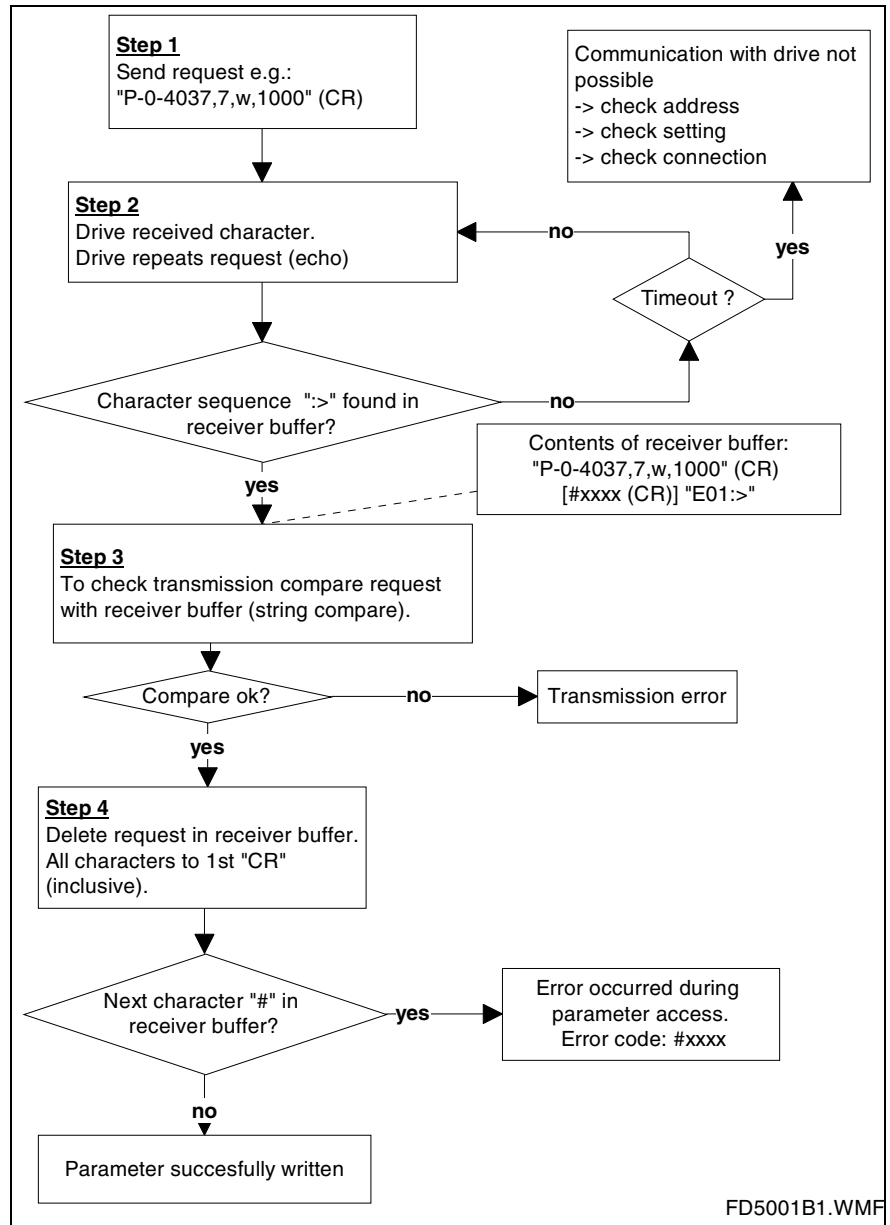 Step 1
Send request e.g.:
"P-0-4037,7,w,1000" (CR)
Communication with drive not
possible
-> check address
-> check setting
-> check connection
Step 2
Drive received character.
Drive repeats request (echo)
no
yes
Timeout ?
Character sequence ":>" found in
receiver buffer?
no
yes
Contents of receiver buffer:
"P-0-4037,7,w,1000" (CR)
[#xxxx (CR)] "E01:>"
Step 3
To check transmission compare request
with receiver buffer (string compare).
Compare ok?
no
Transmission error
yes
Step 4
Delete request in receiver buffer.
All characters to 1st "CR"
(inclusive).
Next character "#" in
receiver buffer?
yes
Error occurred during
parameter access.
Error code: #xxxx
no
Parameter succesfully written
FD5001B1.WMF